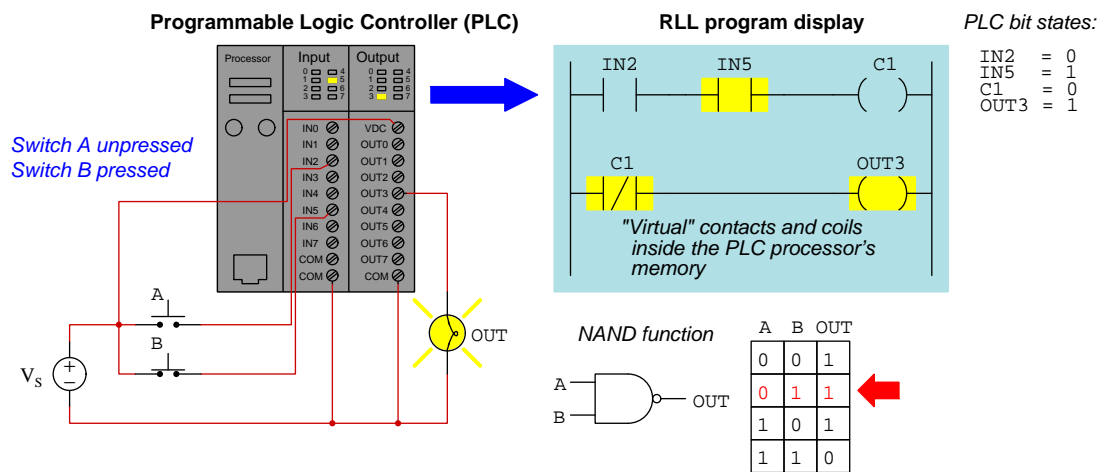 Programmable Logic Controller (PLC)
Processor
Input
0 4
1 5
2 6
3 7
Output
0 4
1 5
2 6
3 7
IN0
IN1
IN2
IN3
IN4
IN5
IN6
IN7
COM
COM
VDC
OUT0
OUT1
OUT2
OUT3
OUT4
OUT5
OUT6
OUT7
COM
Switch A unpressed
Switch B pressed
A
B
VS
+
−
OUT
RLL program display
IN2 IN5 C1
C1 OUT3
"Virtual" contacts and coils
inside the PLC processor's
memory
PLC bit states:
IN2 = 0
IN5 = 1
C1 = 0
OUT3 = 1
NAND function
A
B
OUT
A B OUT
0 0 1
0 1 1
1 0 1
1 1 0